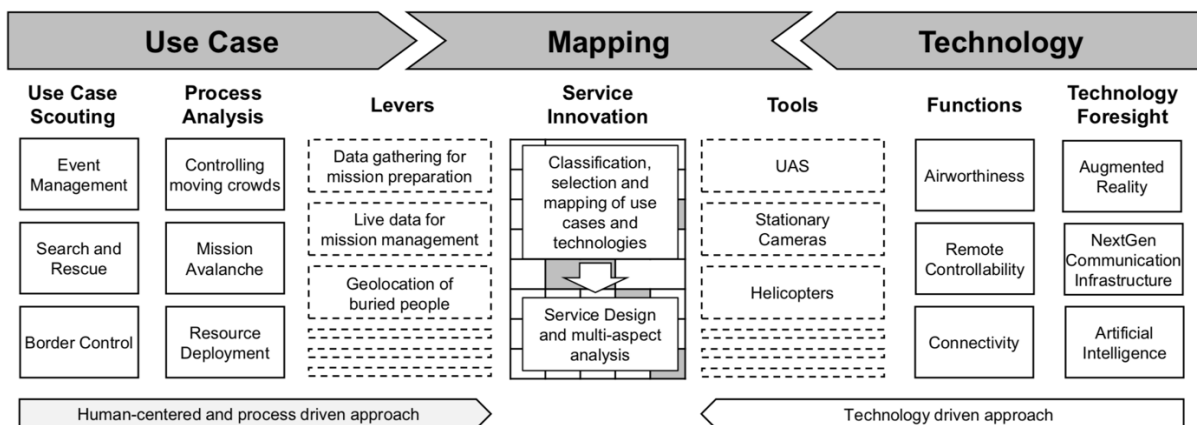 Use Case
Mapping
Technology
Use Case
Scouting
Process
Analysis
Levers
Service
Innovation
Tools
Functions
Technology
Foresight
Event
Management
Search and
Rescue
Border Control
Controlling
moving crowds
Mission
Avalanche
Resource
Deployment
Data gathering for
mission preparation
Live data for
mission management
Geolocation of
buried people
Classification,
selection and
mapping of use
cases and
technologies
Service Design
and multi-aspect
analysis
UAS
Stationary
Cameras
Helicopters
Airworthiness
Remote
Controllability
Connectivity
Augmented
Reality
NextGen
Communication
Infrastructure
Artificial
Intelligence
Human-centered and process driven approach
Technology driven approach